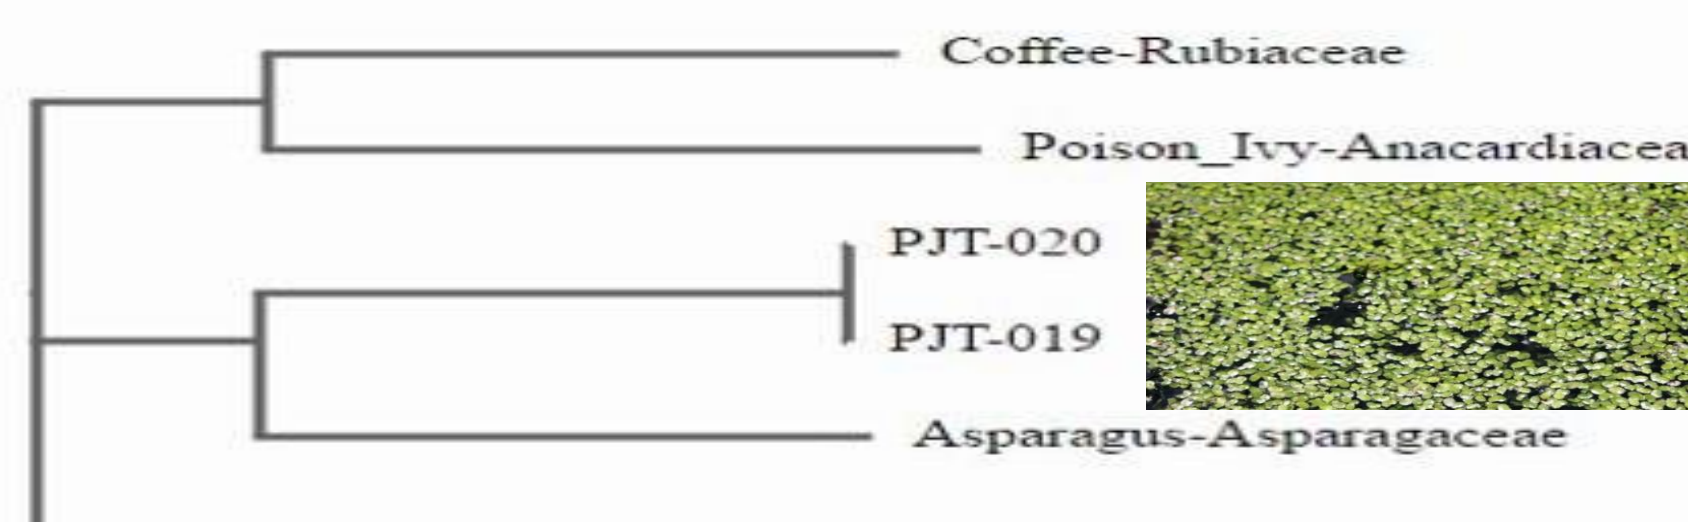 Coffee-Rubiaceae
Poison_Ivy-Anacardiacea
PJT-020
PJT-019
Asparagus-Asparagaceae